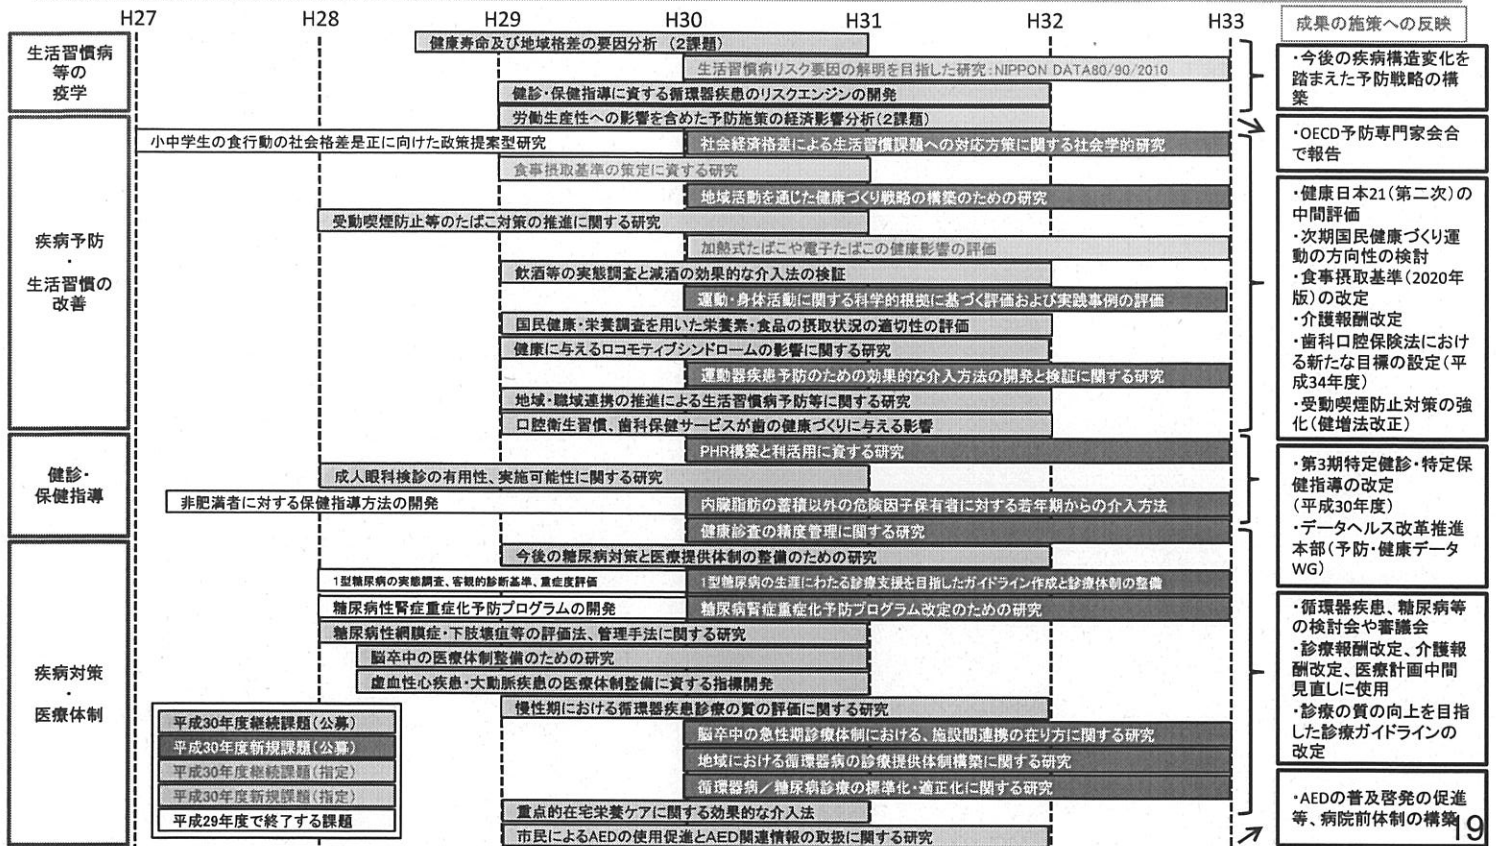 H27
H28
H29
H30
H31
H32
H33
成果の施策への反映
生活習慣病
等の
疫学
健康寿命及び地域格差の要因分析 (2課題)
生活習慣病リスク要因の解明を目指した研究:NIPPON DATA80/90/2010
健診・保健指導に資する循環器疾患のリスクエンジンの開発
労働生産性への影響を含めた予防施策の経済影響分析(2課題)
・今後の疾病構造変化を
踏まえた予防戦略の構
築
・OECD予防専門家会合
で報告
疾病予防
・
生活習慣の
改善
小中学生の食行動の社会格差是正に向けた政策提案型研究
社会経済格差による生活習慣課題への対応方策に関する社会学的研究
食事摂取基準の策定に資する研究
地域活動を通じた健康づくり戦略の構築のための研究
受動喫煙防止等のたばこ対策の推進に関する研究
加熱式たばこや電子たばこの健康影響の評価
飲酒等の実態調査と減酒の効果的な介入法の検証
運動・身体活動に関する科学的根拠に基づく評価および実践事例の評価
国民健康・栄養調査を用いた栄養素・食品の摂取状況の適切性の評価
健康に与えるロコモティブシンドロームの影響に関する研究
運動器疾患予防のための効果的な介入方法の開発と検証に関する研究
地域・職域連携の推進による生活習慣病予防等に関する研究
口腔衛生習慣、歯科保健サービスが歯の健康づくりに与える影響
・健康日本21(第二次)の
中間評価
・次期国民健康づくり運
動の方向性の検討
・食事摂取基準(2020年
版)の改定
・介護報酬改定
・歯科口腔保険法におけ
る新たな目標の設定(平
成34年度)
・受動喫煙防止対策の強
化(健増法改正)
健診・
保健指導
PHR構築と利活用に資する研究
成人眼科検診の有用性、実施可能性に関する研究
非肥満者に対する保健指導方法の開発
内臓脂肪の蓄積以外の危険因子保有者に対する若年期からの介入方法
健康診査の精度管理に関する研究
・第3期特定健診・特定保
健指導の改定
(平成30年度)
・データヘルス改革推進
本部(予防・健康データ
WG)
疾病対策
・
医療体制
今後の糖尿病対策と医療提供体制の整備のための研究
1型糖尿病の実態調査、客観的診断基準、重症度評価
1型糖尿病の生涯にわたる診療支援を目指したガイドライン作成と診療体制の整備
糖尿病性腎症重症化予防プログラムの開発
糖尿病腎症重症化予防プログラム改定のための研究
糖尿病性網膜症・下肢壊疽等の評価法、管理手法に関する研究
脳卒中の医療体制整備のための研究
虚血性心疾患・大動脈疾患の医療体制整備に資する指標開発
慢性期における循環器疾患診療の質の評価に関する研究
脳卒中の急性期診療体制における、施設間連携の在り方に関する研究
地域における循環器病の診療提供体制構築に関する研究
循環器病/糖尿病診療の標準化・適正化に関する研究
重点的在宅栄養ケアに関する効果的な介入法
市民によるAEDの使用促進とAED関連情報の取扱に関する研究
・循環器疾患、糖尿病等
の検討会や審議会
・診療報酬改定、介護報
酬改定、医療計画中間
見直しに使用
・診療の質の向上を目指
した診療ガイドラインの
改定
・AEDの普及啓発の促進
等、病院前体制の構築
平成30年度継続課題(公募)
平成30年度新規課題(公募)
平成30年度継続課題(指定)
平成30年度新規課題(指定)
平成29年度で終了する課題
19